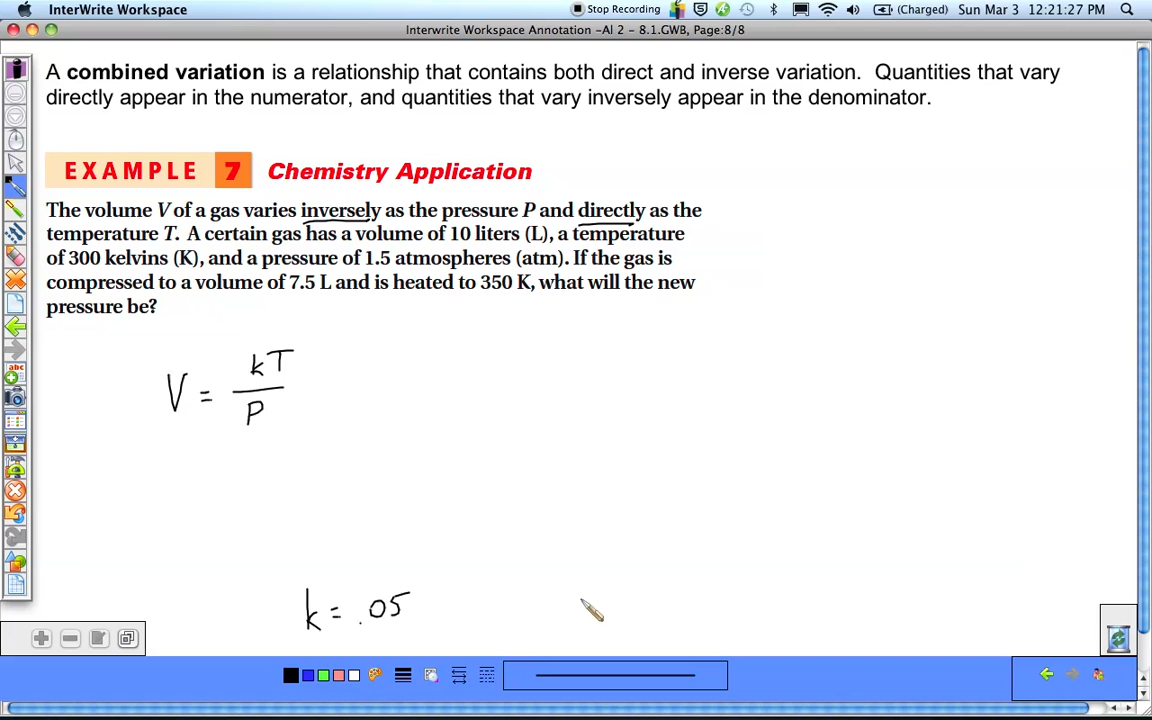 InterWrite Workspace
Stop Recording
(Charged) Sun Mar 3 12:21:27 PM
Interwrite Workspace Annotation -Al 2 - 8.1.GWB, Page:8/8
A combined variation is a relationship that contains both direct and inverse variation. Quantities that vary
directly appear in the numerator, and quantities that vary inversely appear in the denominator.
EXAMPLE 7 Chemistry Application
The volume V of a gas varies inversely as the pressure P and directly as the
temperature T. A certain gas has a volume of 10 liters (L), a temperature
of 300 kelvins (K), and a pressure of 1.5 atmospheres (atm). If the gas is
compressed to a volume of 7.5 L and is heated to 350 K, what will the new
pressure be?
kT
V =
P
k = .05
abc